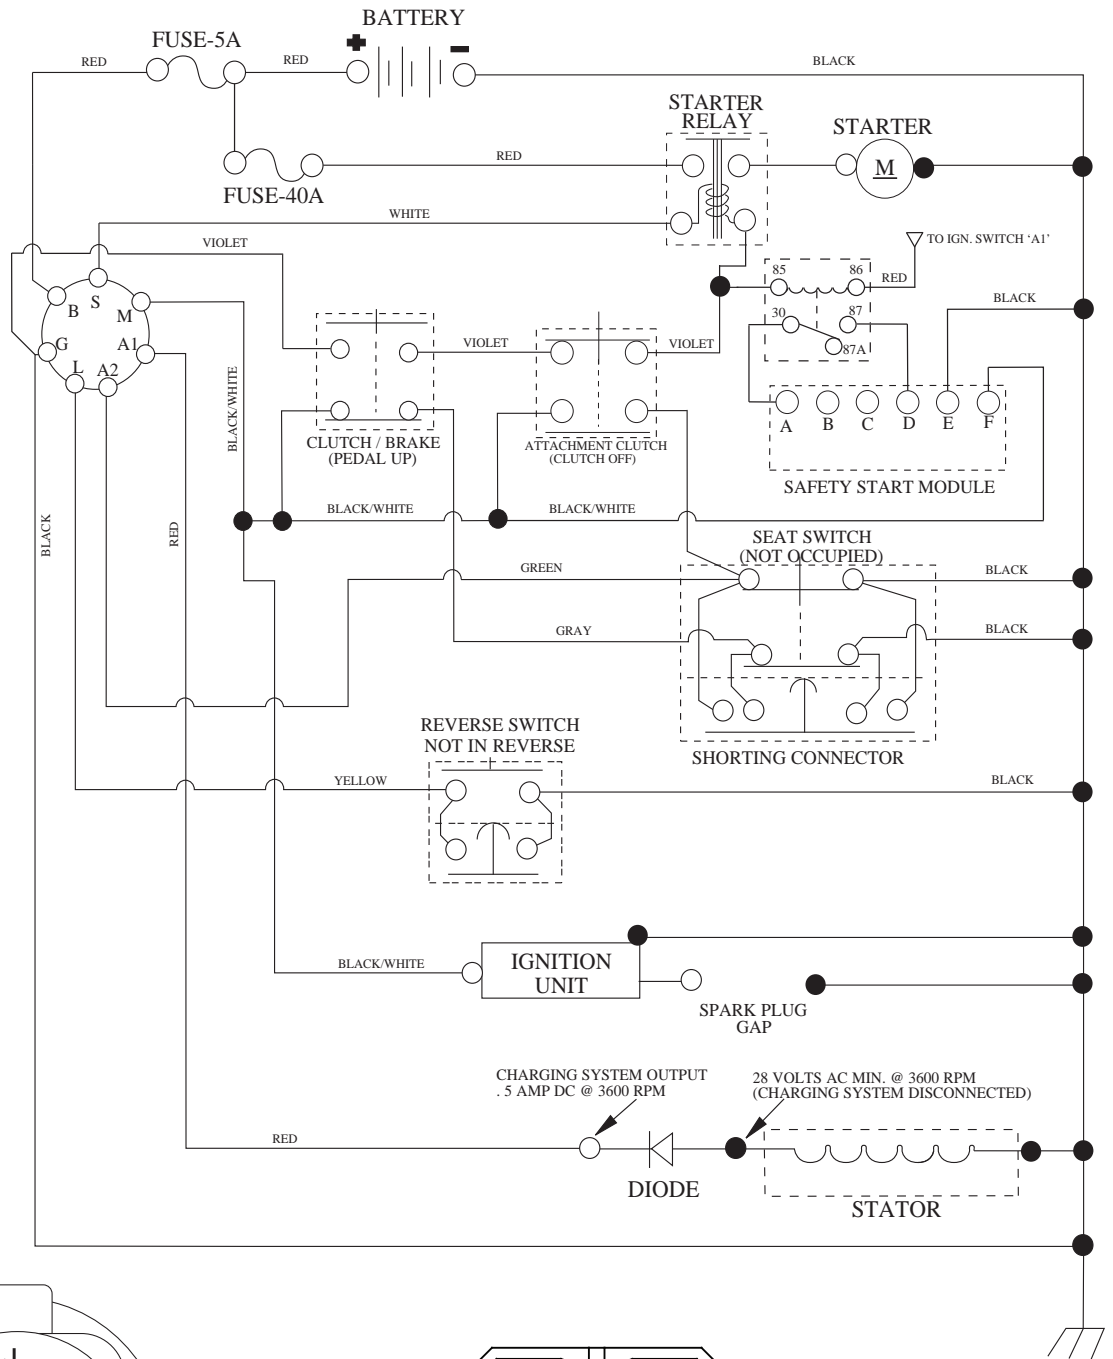 BATTERY
FUSE-5A
RED
RED
BLACK
STARTER
RELAY
STARTER
M
RED
FUSE-40A
WHITE
VIOLET
TO IGN. SWITCH 'A1'
85
86
RED
BLACK
B
S
M
30
87
G
A1
87A
L
A2
VIOLET
VIOLET
BLACK/WHITE
A
B
C
D
E
F
CLUTCH / BRAKE
(PEDAL UP)
ATTACHMENT CLUTCH
(CLUTCH OFF)
SAFETY START MODULE
BLACK
RED
BLACK/WHITE
BLACK/WHITE
SEAT SWITCH
(NOT OCCUPIED)
GREEN
BLACK
GRAY
BLACK
REVERSE SWITCH
NOT IN REVERSE
SHORTING CONNECTOR
YELLOW
BLACK
BLACK/WHITE
IGNITION
UNIT
SPARK PLUG
GAP
CHARGING SYSTEM OUTPUT
. 5 AMP DC @ 3600 RPM
28 VOLTS AC MIN. @ 3600 RPM
(CHARGING SYSTEM DISCONNECTED)
RED
DIODE
STATOR